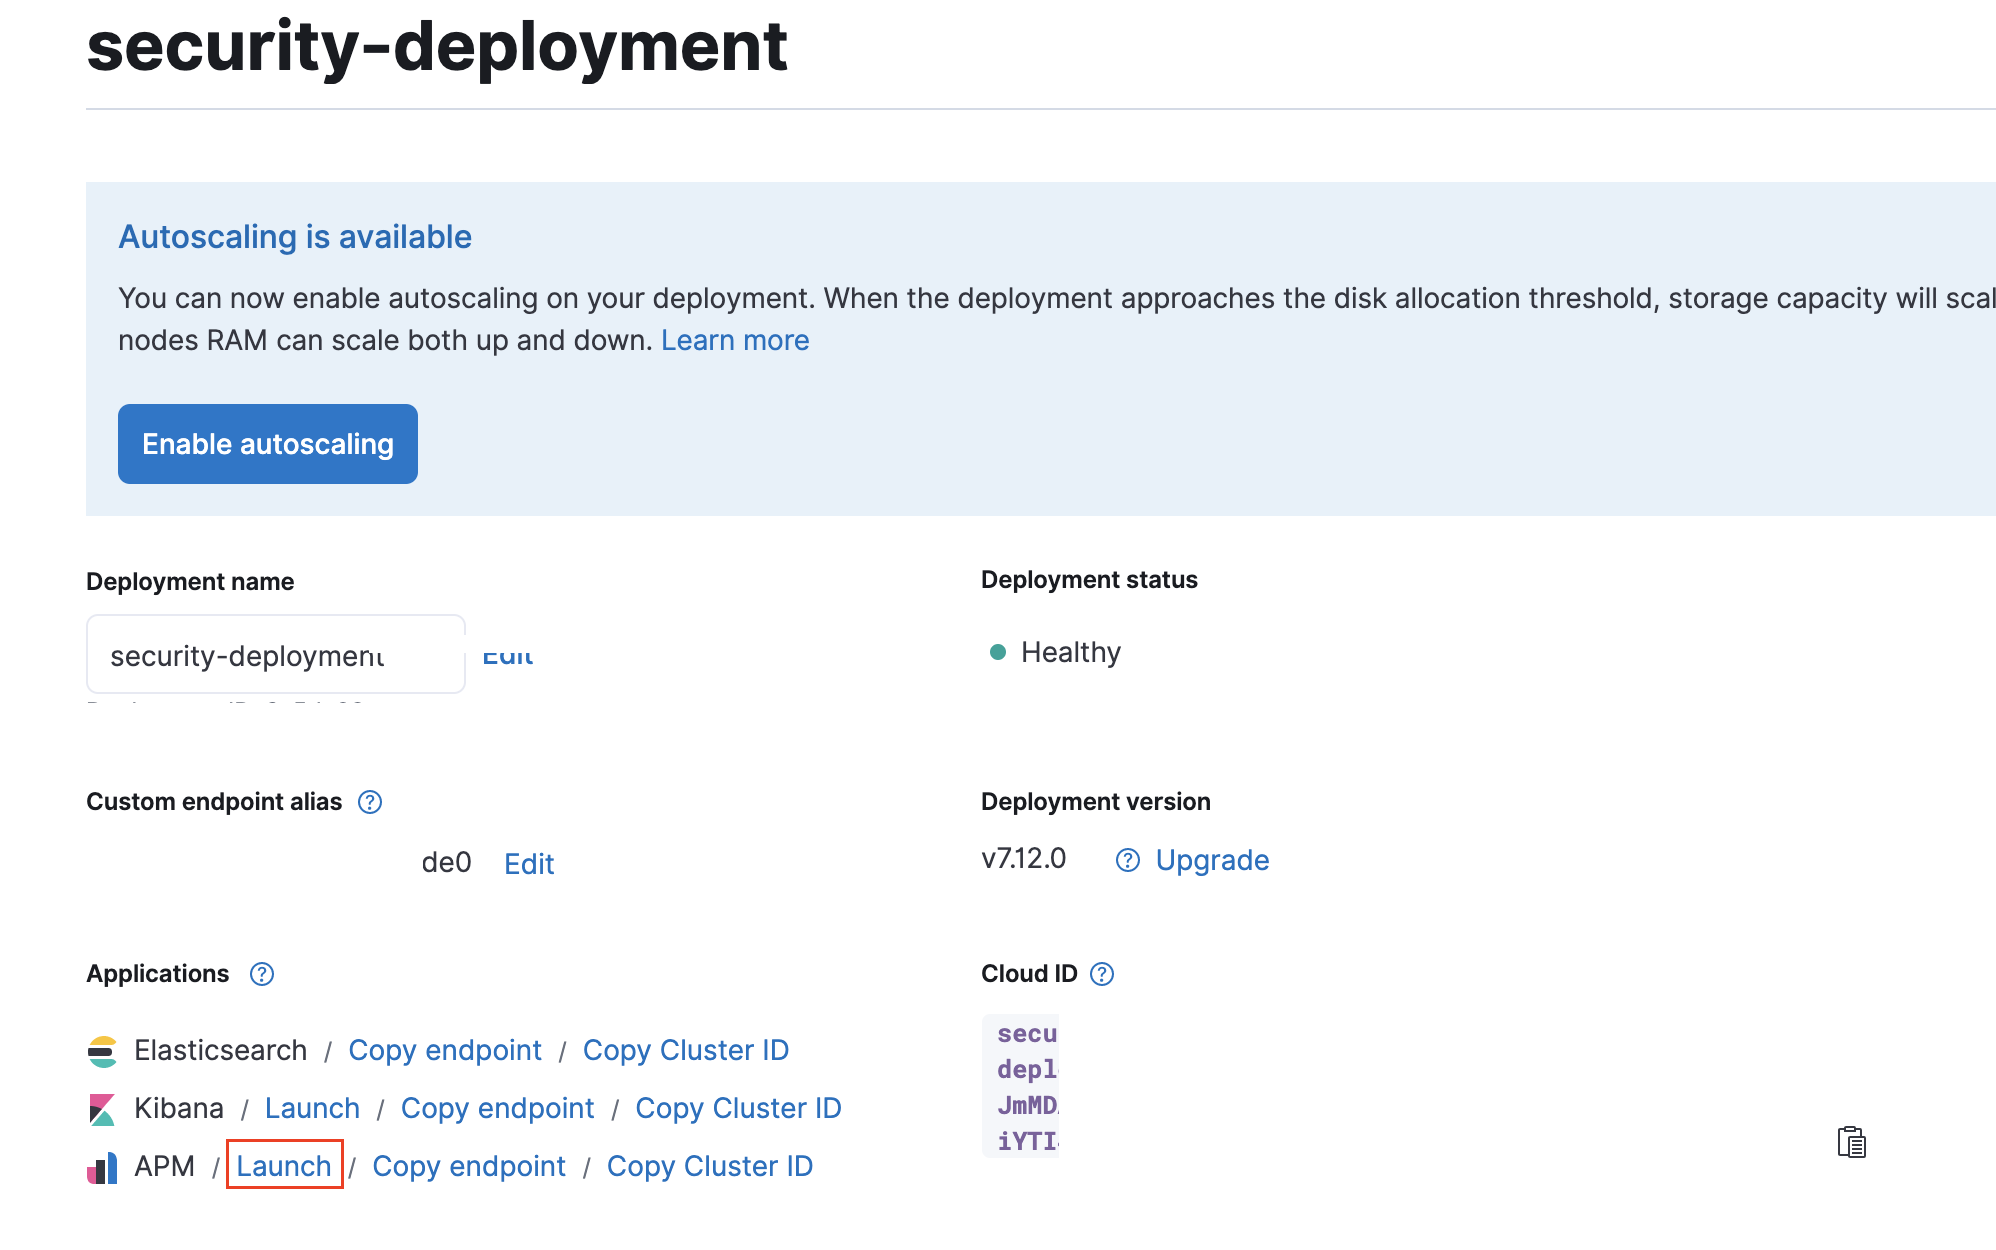 security-deployment
Autoscaling is available
You can now enable autoscaling on your deployment. When the deployment approaches the disk allocation threshold, storage capacity will scal
nodes RAM can scale both up and down. Learn more
Enable autoscaling
Deployment name
Deployment status
security-deployment Edit
Healthy
Custom endpoint alias
Deployment version
de0 Edit
v7.12.0 Upgrade
Applications
Cloud ID
Elasticsearch / Copy endpoint / Copy Cluster ID
Kibana / Launch / Copy endpoint / Copy Cluster ID
APM / Launch / Copy endpoint / Copy Cluster ID
secu
depl
JmMD
iYTI